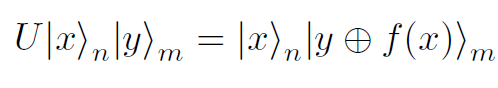 U|x⟩ₙ|y⟩ₘ = |x⟩ₙ|y ⊕ f(x)⟩ₘ